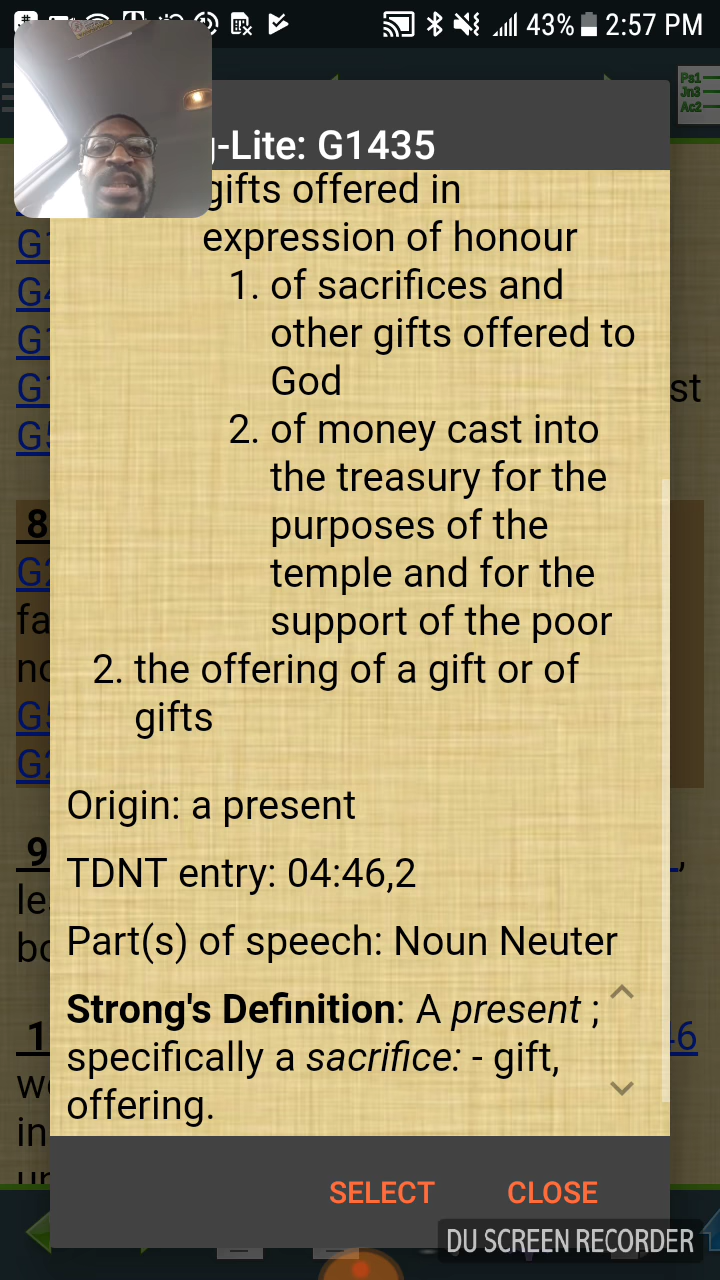 43% 2:57 PM
Ps1
Jn3
Ac2
-Lite: G1435
gifts offered in
expression of honour
1. of sacrifices and
other gifts offered to
God
2. of money cast into
the treasury for the
purposes of the
temple and for the
support of the poor
2. the offering of a gift or of
gifts
Origin: a present
TDNT entry: 04:46,2
Part(s) of speech: Noun Neuter
Strong's Definition: A present ;
specifically a sacrifice: - gift,
offering.
SELECT CLOSE
DU SCREEN RECORDER